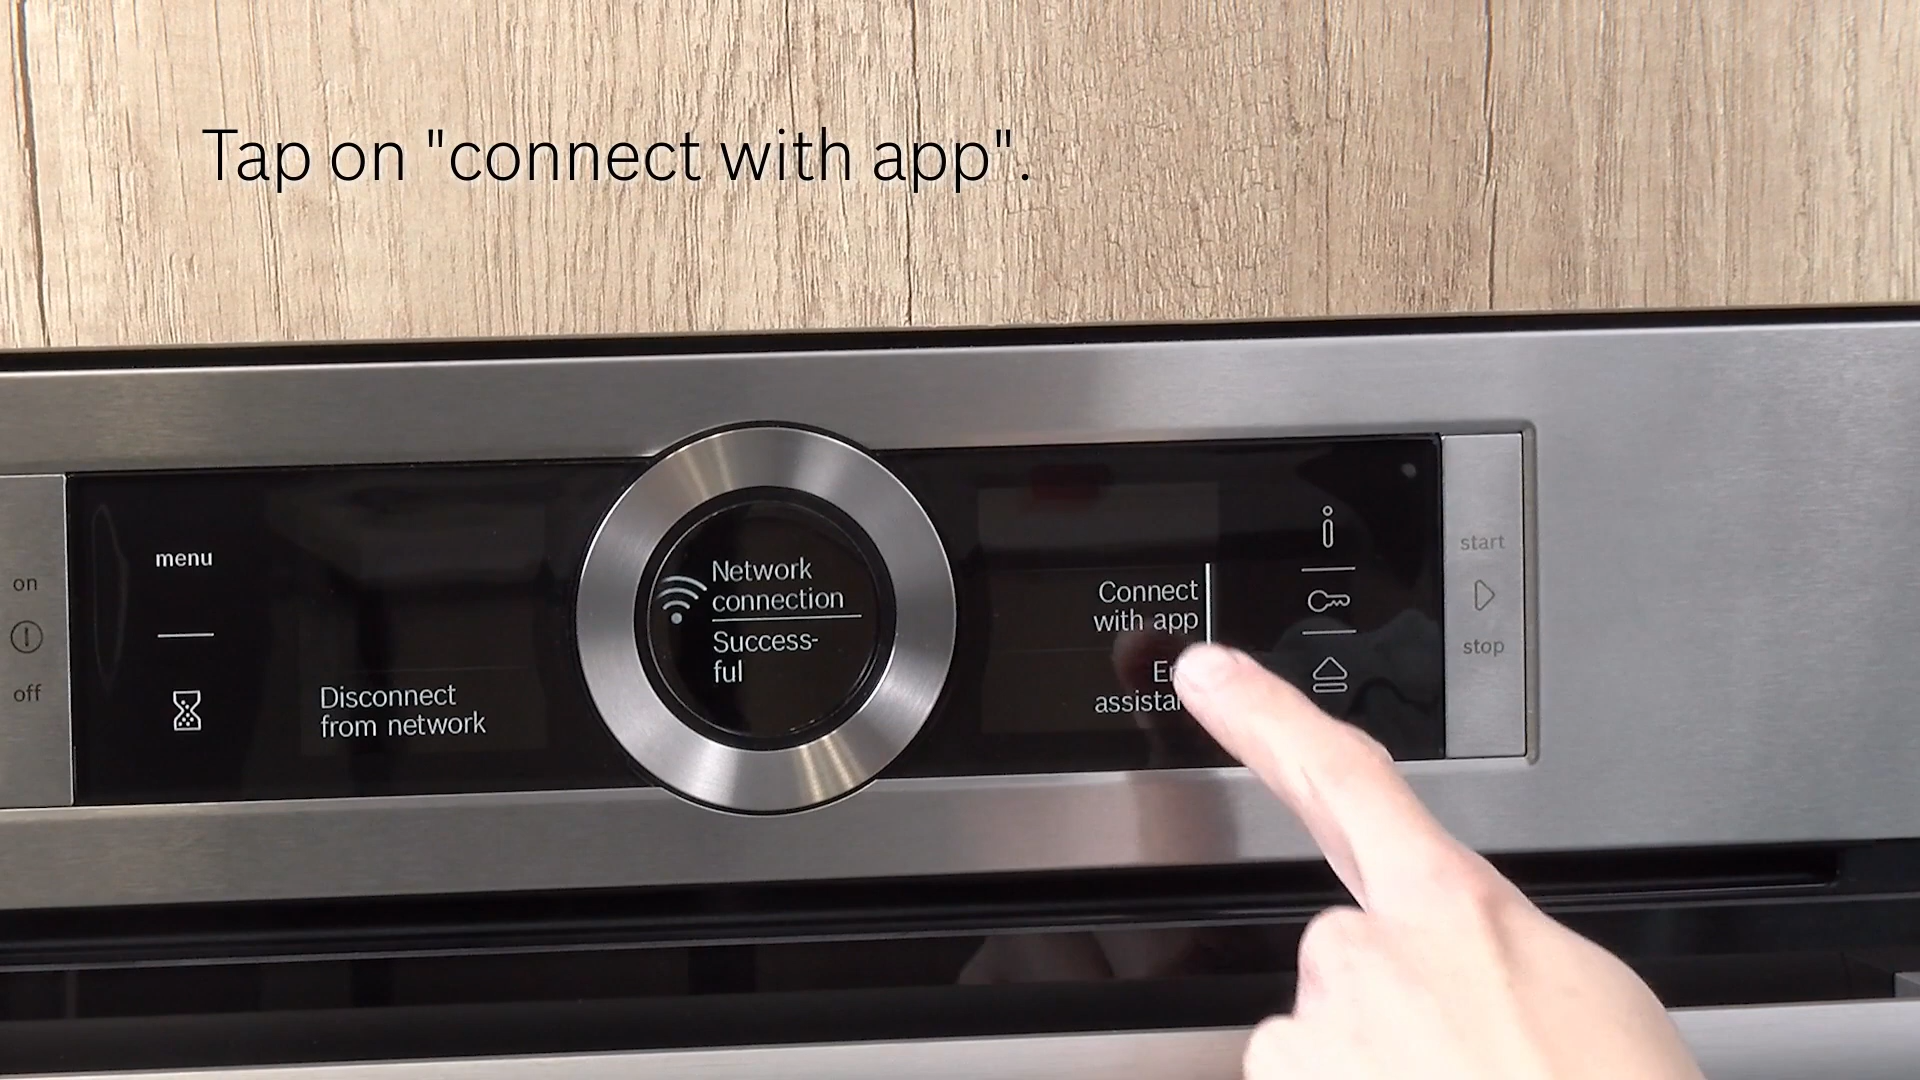 Tap on "connect with app".
on
off
menu
Disconnect
from network
Network
connection
Success-
ful
Connect
with app
start
stop